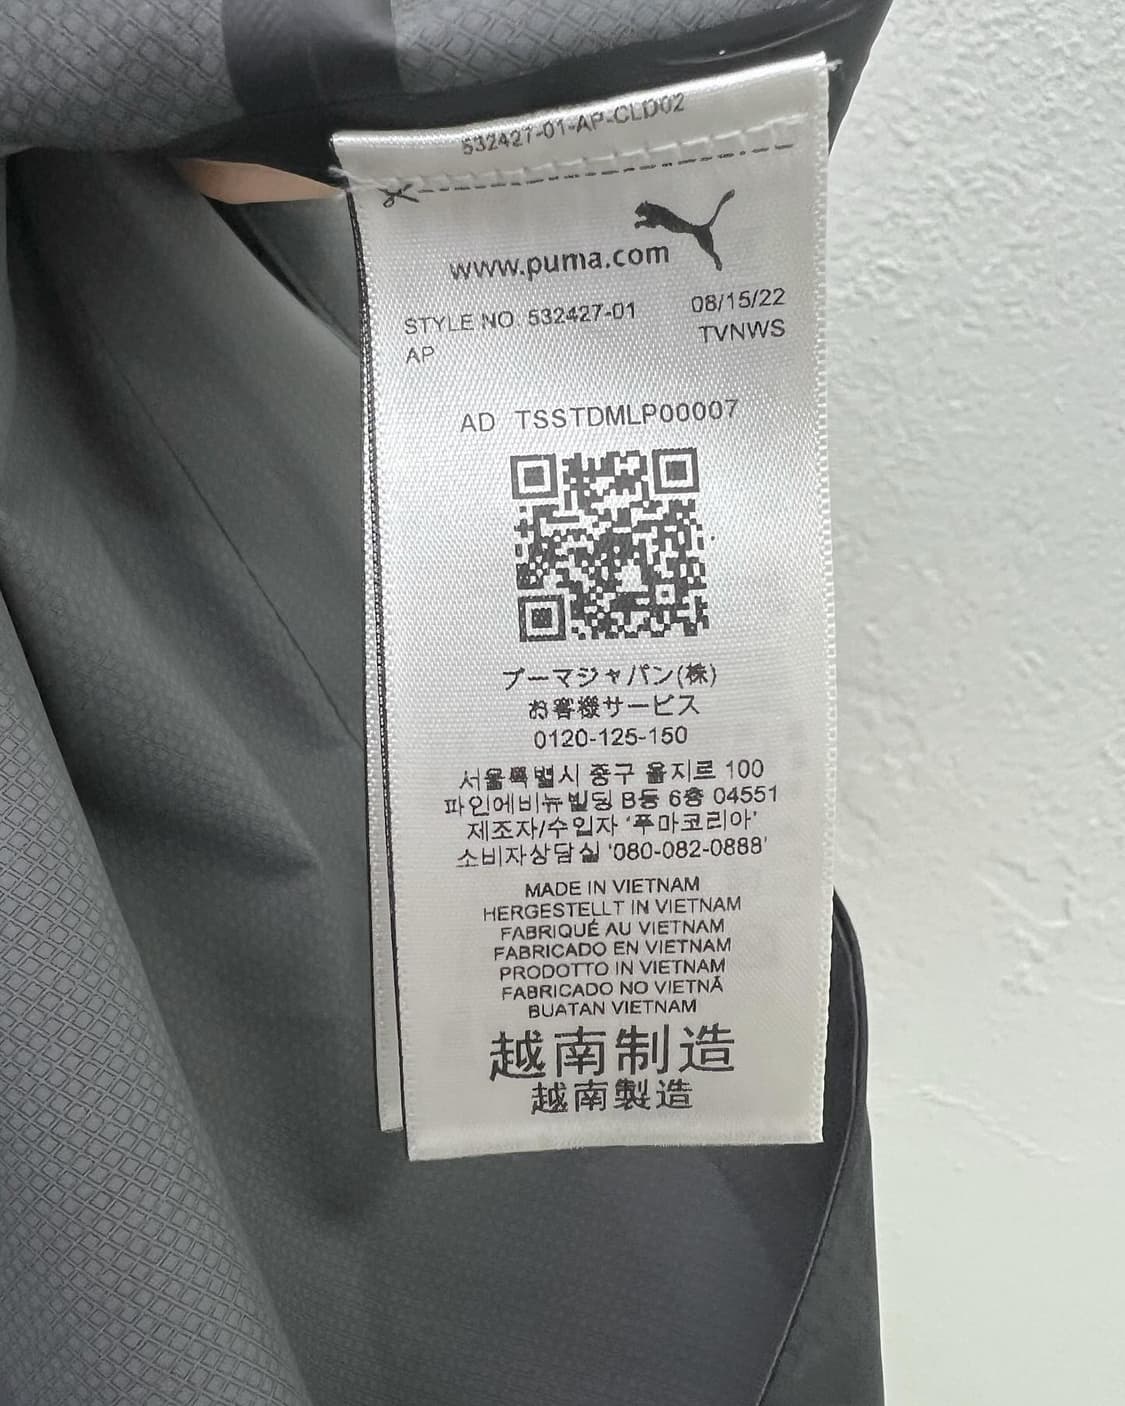 532427-01-AP-CLD02
www.puma.com
STYLE NO. 532427-01 08/15/22
AP TVNWS
AD TSSTDMLP00007
プーマジャパン(株)
お客様サービス
0120-125-150
서울특별시 중구 을지르 100
파인에비뉴빌딩 B동 6층 04551
제조자/수입자 '푸마코리아'
소비자상담실 '080-082-0888'
MADE IN VIETNAM
HERGESTELLT IN VIETNAM
FABRIQUÉ AU VIETNAM
FABRICADO EN VIETNAM
PRODOTTO IN VIETNAM
FABRICADO NO VIETNÃ
BUATAN VIETNAM
越南制造
越南製造